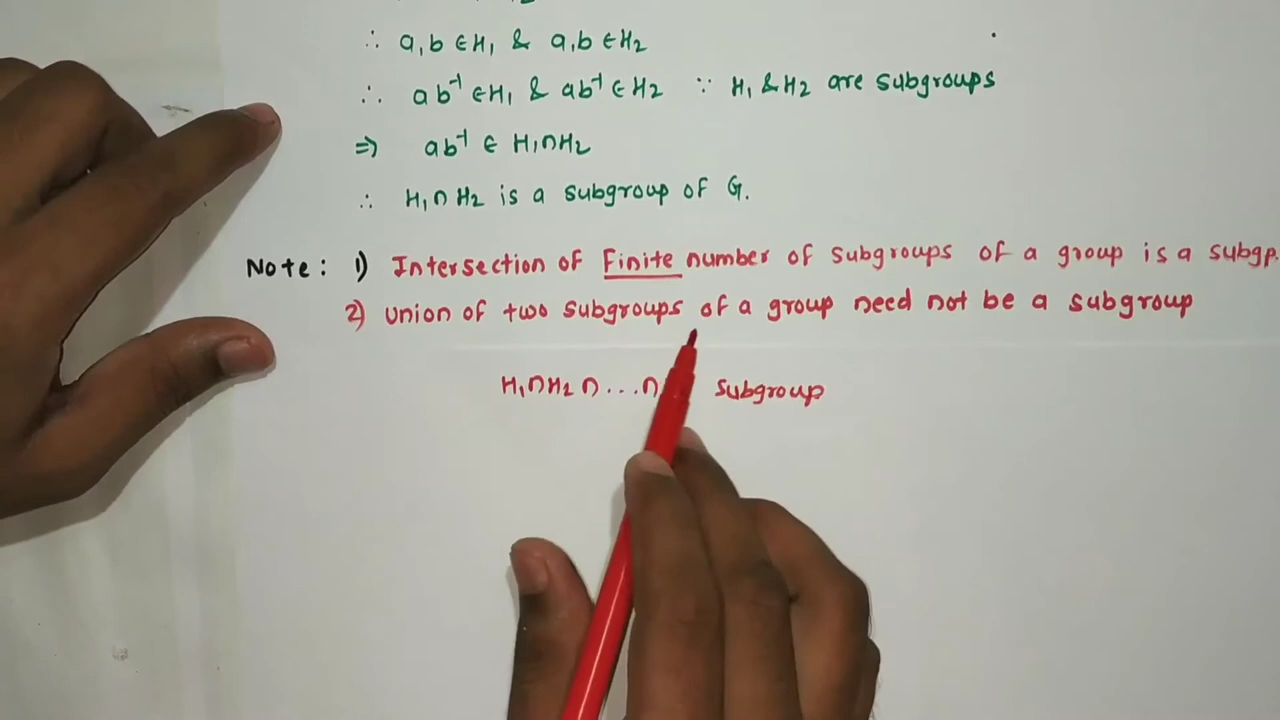 ∴ a,b ∈ H₁ & a,b ∈ H₂
∴ ab⁻¹ ∈ H₁ & ab⁻¹ ∈ H₂ ∵ H₁ & H₂ are subgroups
⇒ ab⁻¹ ∈ H₁∩H₂
∴ H₁∩H₂ is a subgroup of G.
Note: 1) Intersection of Finite number of subgroups of a group is a subgp.
2) Union of two subgroups of a group need not be a subgroup
H₁∩H₂∩...∩ subgroup